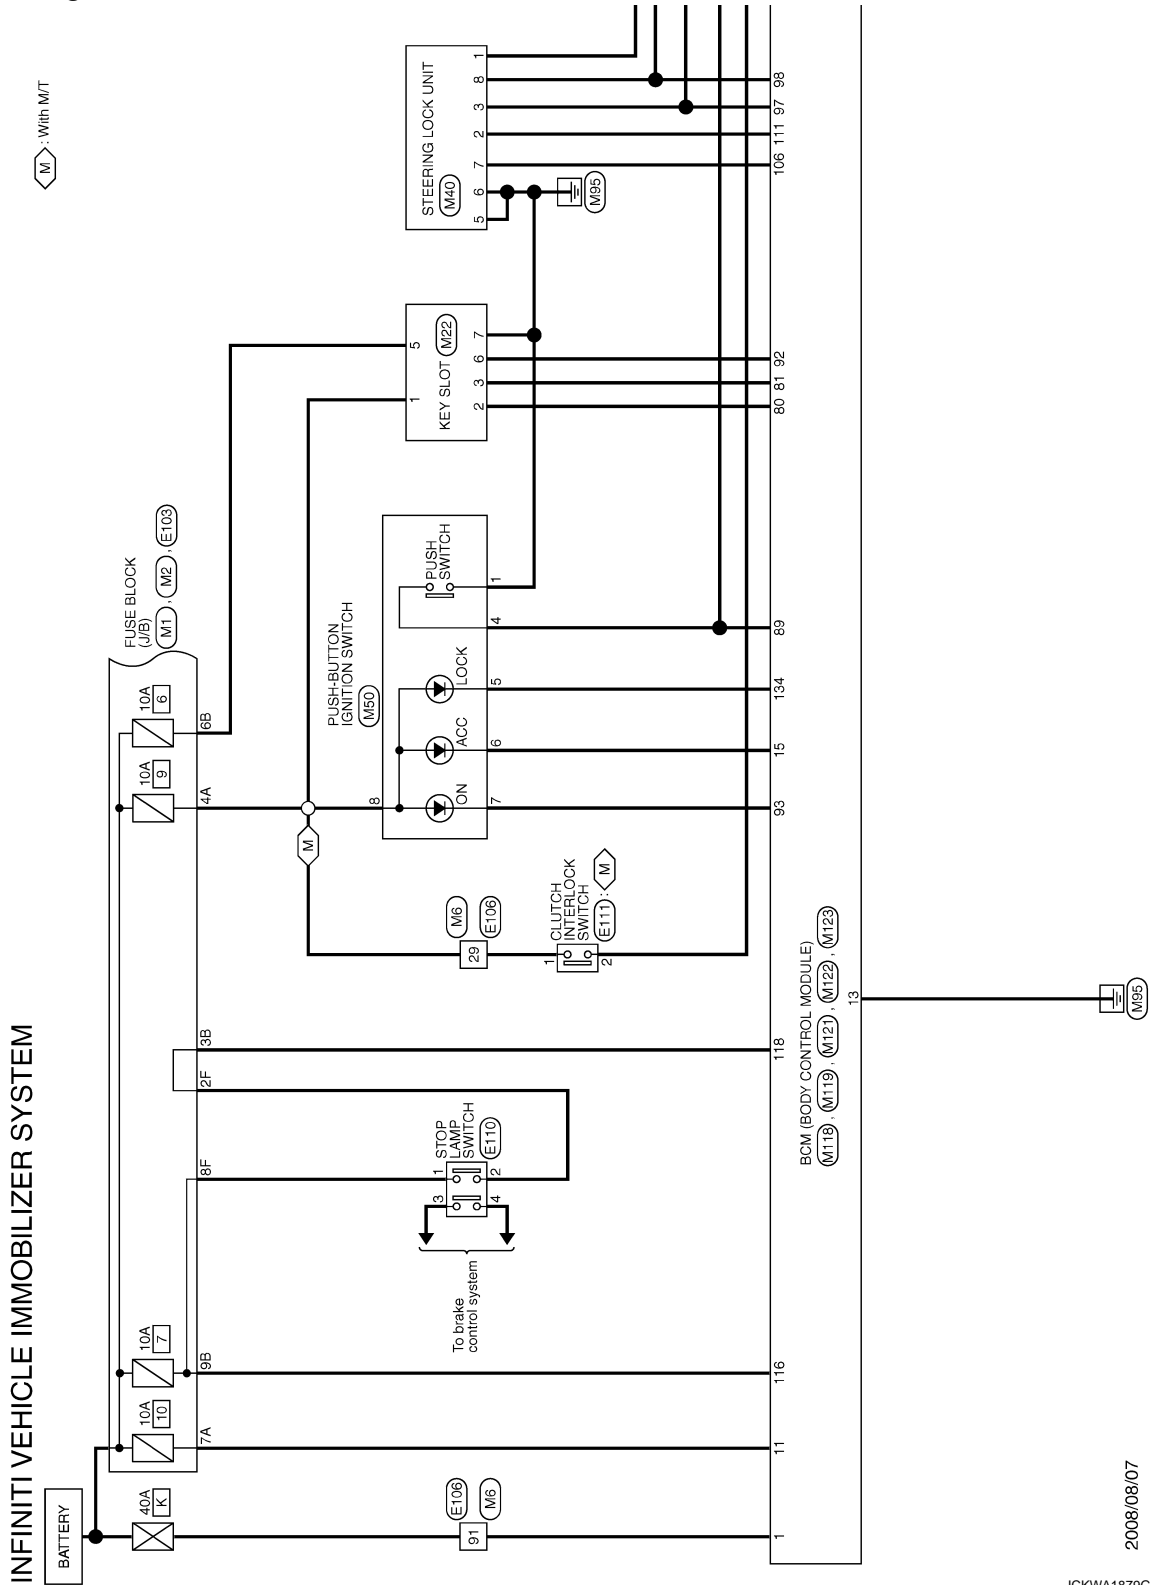 INFINITI VEHICLE IMMOBILIZER SYSTEM
M : With M/T
BATTERY
40A
K
E106
M6
91
1
10A
10
7A
11
10A
7
9B
116
8F
2F
3B
118
To brake
control system
3
1
4
2
STOP
LAMP
SWITCH
E110
10A
9
4A
10A
6
6B
FUSE BLOCK
(J/B)
M1 , M2 , E103
M
M6
E106
29
1
2
CLUTCH
INTERLOCK
SWITCH
E111 : M
PUSH-BUTTON
IGNITION SWITCH
M50
8
ON
ACC
LOCK
PUSH
SWITCH
7
6
5
4
1
93
15
134
89
1
5
KEY SLOT
M22
2
3
6
7
80
81
92
STEERING LOCK UNIT
M40
5
6
7
2
3
8
1
M95
106
111
97
98
BCM (BODY CONTROL MODULE)
M118 , M119 , M121 , M122 , M123
13
M95
2008/08/07